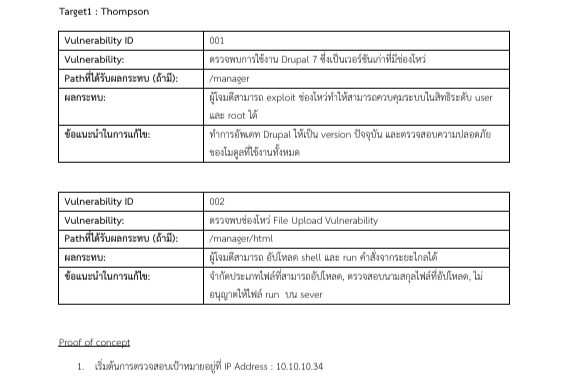 Target1 : Thompson
Vulnerability ID 001
Vulnerability: ตรวจพบการใช้งาน Drupal 7 ซึ่งเป็นเวอร์ชันเก่าที่มีช่องโหว่
Pathที่ได้รับผลกระทบ (ถ้ามี): /manager
ผลกระทบ: ผู้โจมตีสามารถ exploit ช่องโหว่ทำให้สามารถควบคุมระบบในสิทธิระดับ user
และ root ได้
ข้อแนะนำในการแก้ไข: ทำการอัพเดท Drupal ให้เป็น version ปัจจุบัน และตรวจสอบความปลอดภัย
ของโมดูลที่ใช้งานทั้งหมด
Vulnerability ID 002
Vulnerability: ตรวจพบช่องโหว่ File Upload Vulnerability
Pathที่ได้รับผลกระทบ (ถ้ามี): /manager/html
ผลกระทบ: ผู้โจมตีสามารถ อัปโหลด shell และ run คำสั่งจากระยะไกลได้
ข้อแนะนำในการแก้ไข: จำกัดประเภทไฟล์ที่สามารถอัปโหลด, ตรวจสอบนามสกุลไฟล์ที่อัปโหลด, ไม่
อนุญาตให้ไฟล์ run บน sever
Proof of concept
1. เริ่มต้นการตรวจสอบเป้าหมายอยู่ที่ IP Address : 10.10.10.34